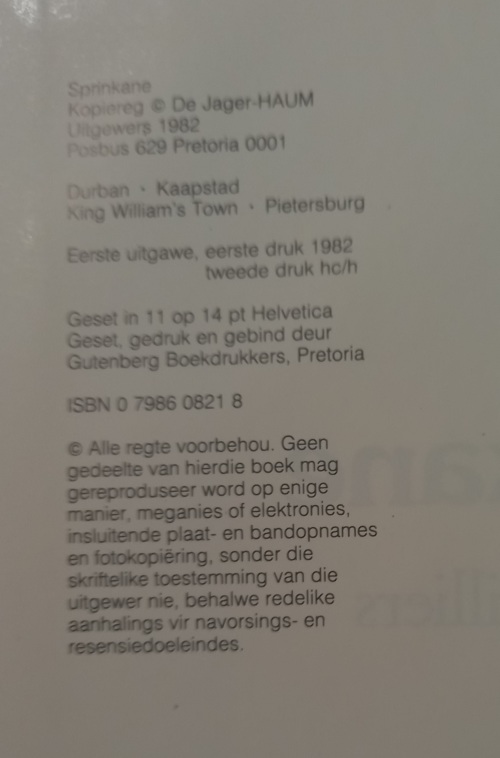 Sprinkane
Kopiereg © De Jager-HAUM
Uitgewers 1982
Posbus 629 Pretoria 0001
Durban · Kaapstad
King William's Town · Pietersburg
Eerste uitgawe, eerste druk 1982
tweede druk hc/h
Geset in 11 op 14 pt Helvetica
Geset, gedruk en gebind deur
Gutenberg Boekdrukkers, Pretoria
ISBN 0 7986 0821 8
© Alle regte voorbehou. Geen
gedeelte van hierdie boek mag
gereproduseer word op enige
manier, meganies of elektronies,
insluitende plaat- en bandopnames
en fotokopiëring, sonder die
skriftelike toestemming van die
uitgewer nie, behalwe redelike
aanhalings vir navorsings- en
resensiedoeleindes.